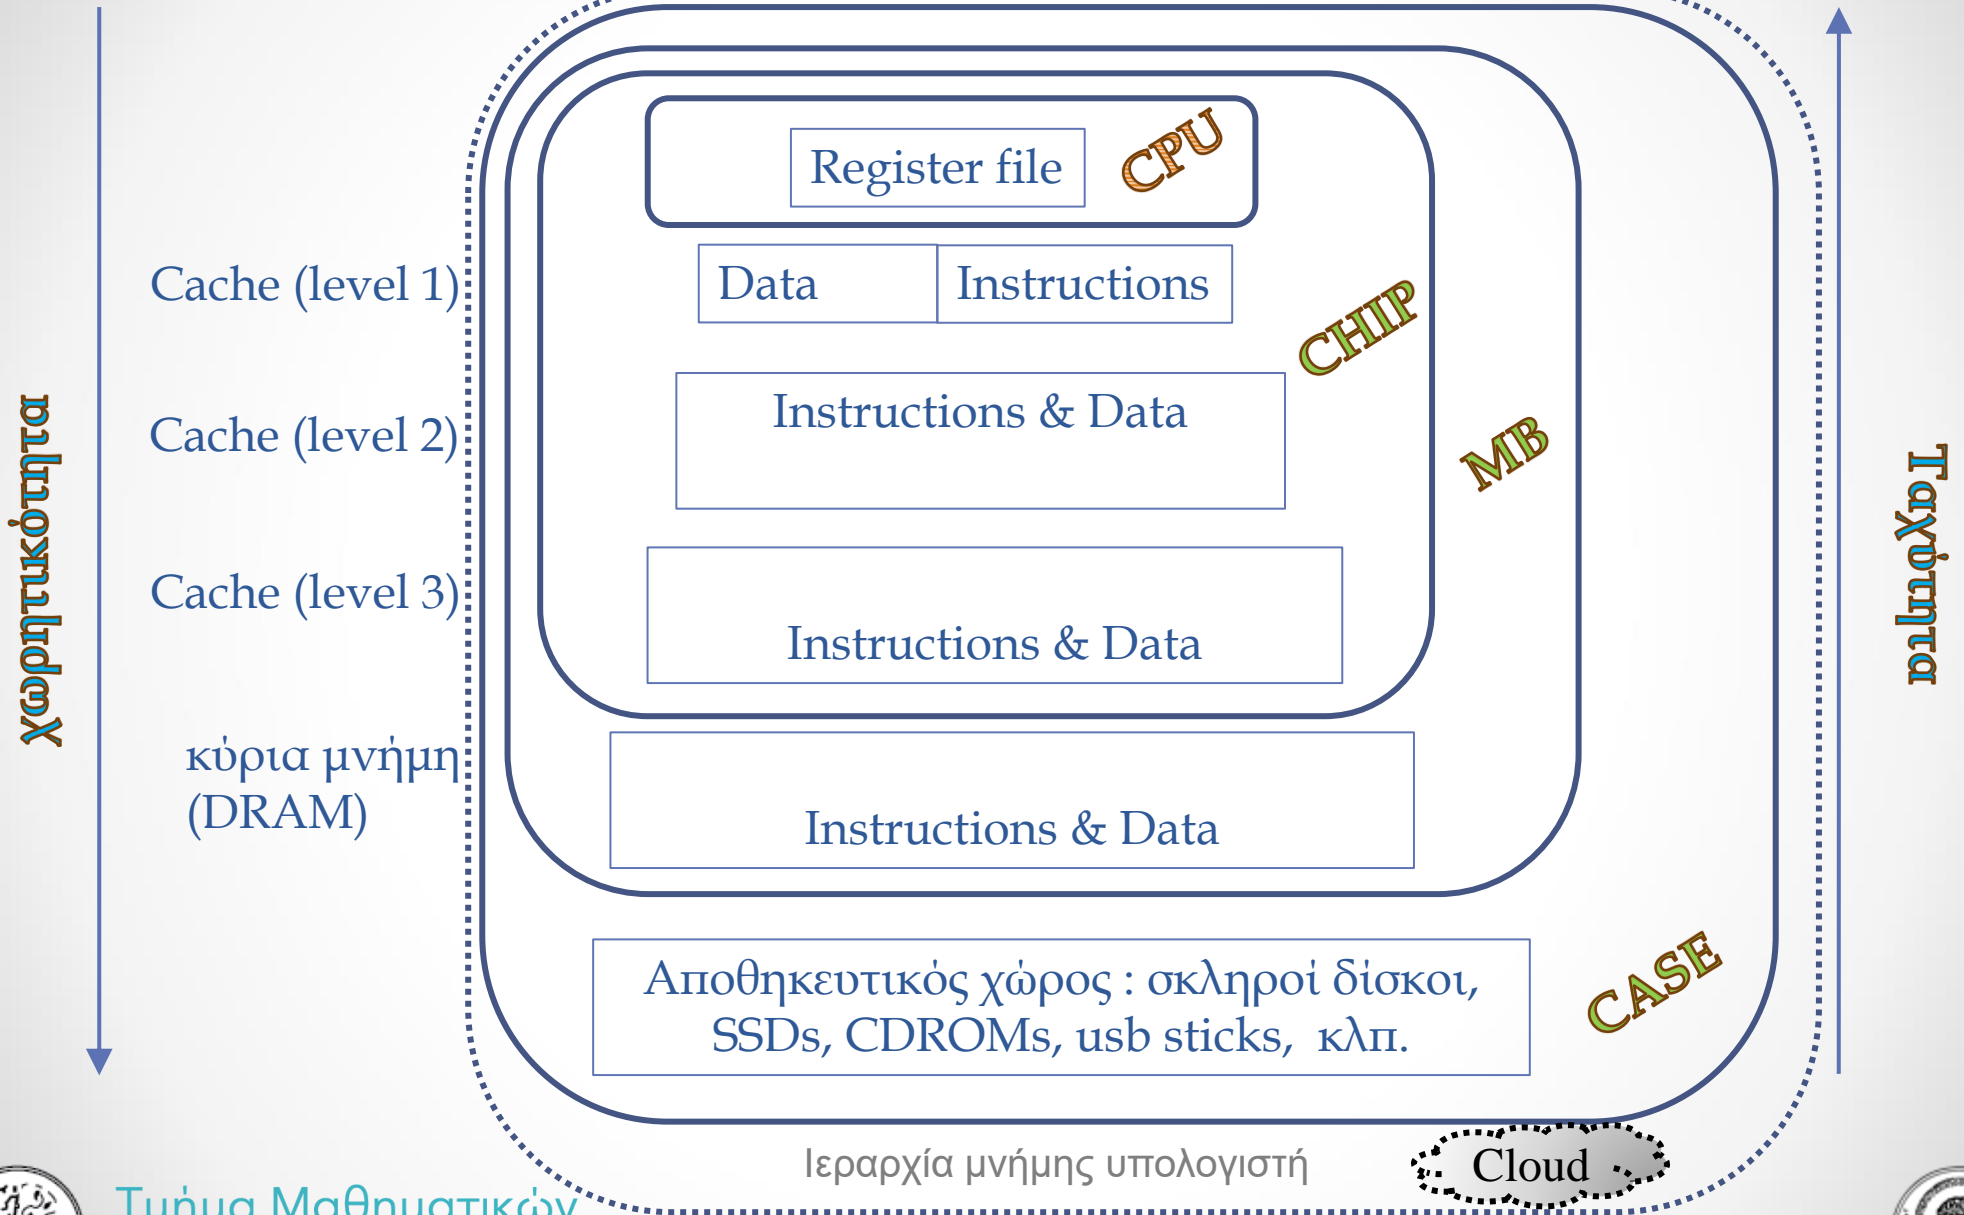 Register file
CPU
Cache (level 1)
Data
Instructions
CHIP
Cache (level 2)
Instructions & Data
MB
χωρητικότητα
Ταχύτητα
Cache (level 3)
Instructions & Data
κύρια μνήμη
(DRAM)
Instructions & Data
Αποθηκευτικός χώρος : σκληροί δίσκοι,
SSDs, CDROMs, usb sticks, κλπ.
CASE
Ιεραρχία μνήμης υπολογιστή
Cloud
Τμήμα Μαθηματικών